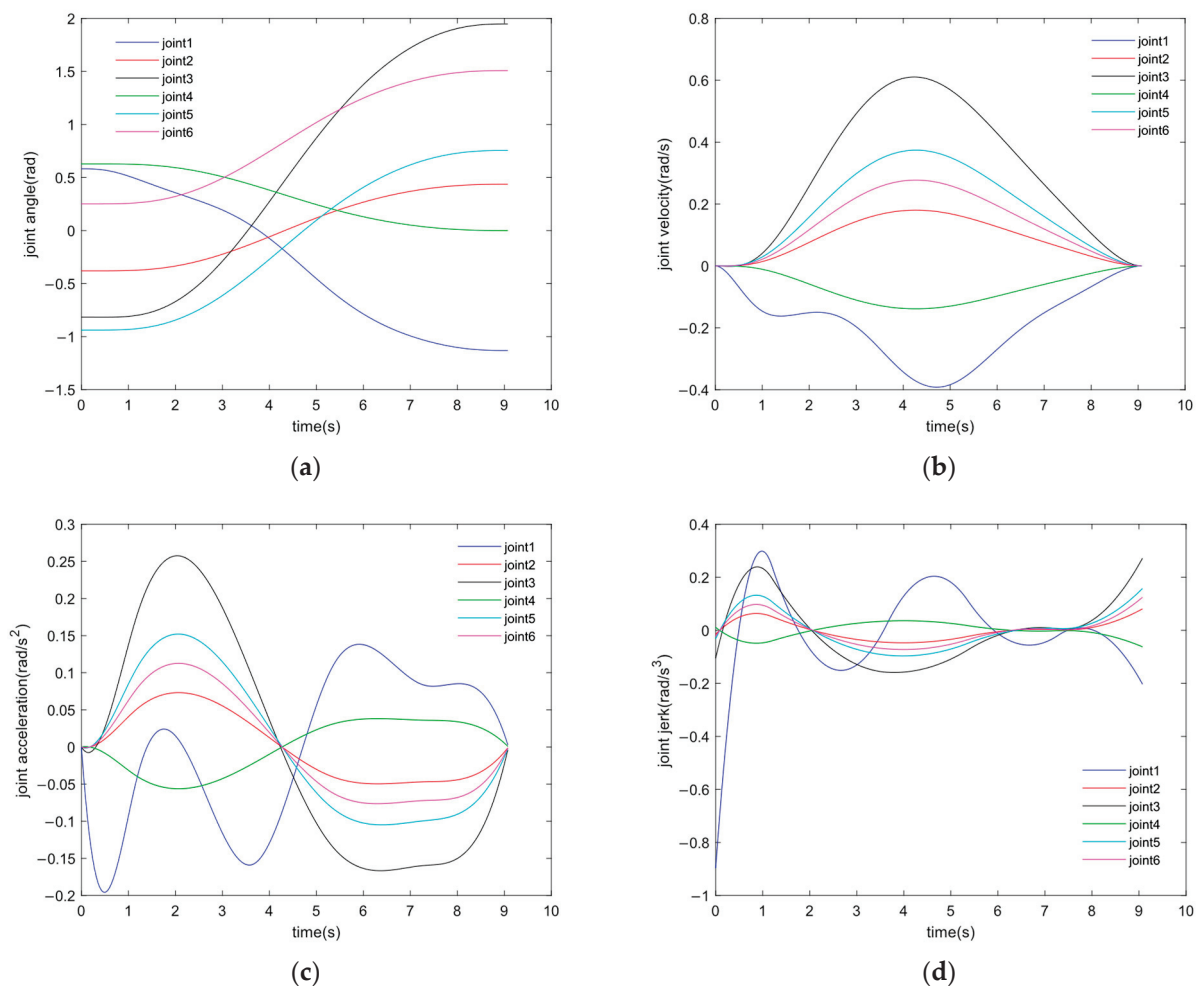 2
1.5
1
0.5
0
−0.5
−1
−1.5
joint angle(rad)
joint1
joint2
joint3
joint4
joint5
joint6
0 1 2 3 4 5 6 7 8 9 10
time(s)
(a)
0.8
0.6
0.4
0.2
0
−0.2
−0.4
joint velocity(rad/s)
joint1
joint2
joint3
joint4
joint5
joint6
0 1 2 3 4 5 6 7 8 9 10
time(s)
(b)
0.3
0.25
0.2
0.15
0.1
0.05
0
−0.05
−0.1
−0.15
−0.2
joint acceleration(rad/s²)
joint1
joint2
joint3
joint4
joint5
joint6
0 1 2 3 4 5 6 7 8 9 10
time(s)
(c)
0.4
0.2
0
−0.2
−0.4
−0.6
−0.8
−1
joint jerk(rad/s³)
joint1
joint2
joint3
joint4
joint5
joint6
0 1 2 3 4 5 6 7 8 9 10
time(s)
(d)